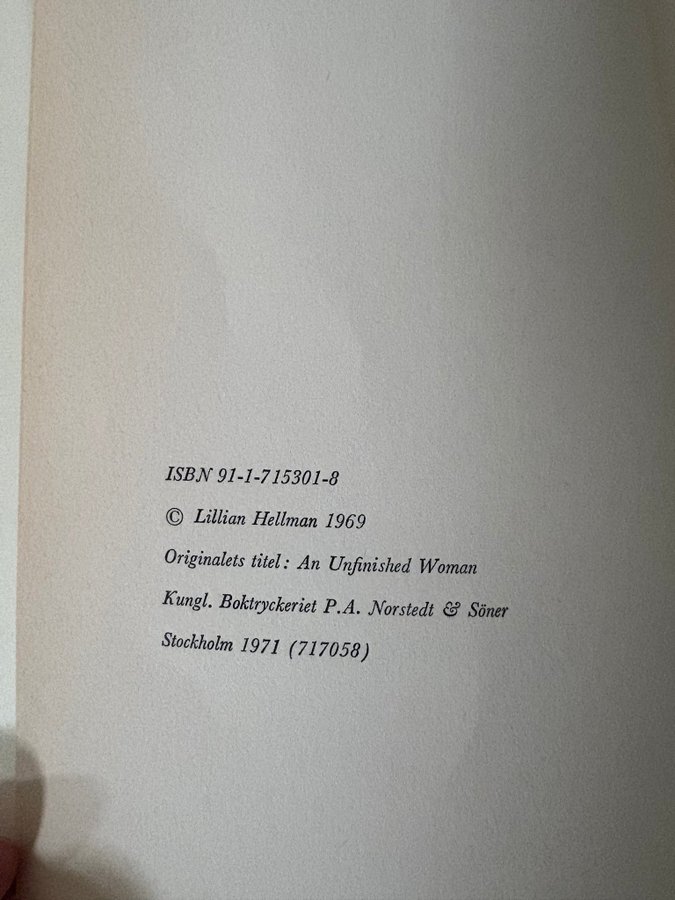 ISBN 91-1-715301-8
© Lillian Hellman 1969
Originalets titel: An Unfinished Woman
Kungl. Boktryckeriet P.A. Norstedt & Söner
Stockholm 1971 (717058)